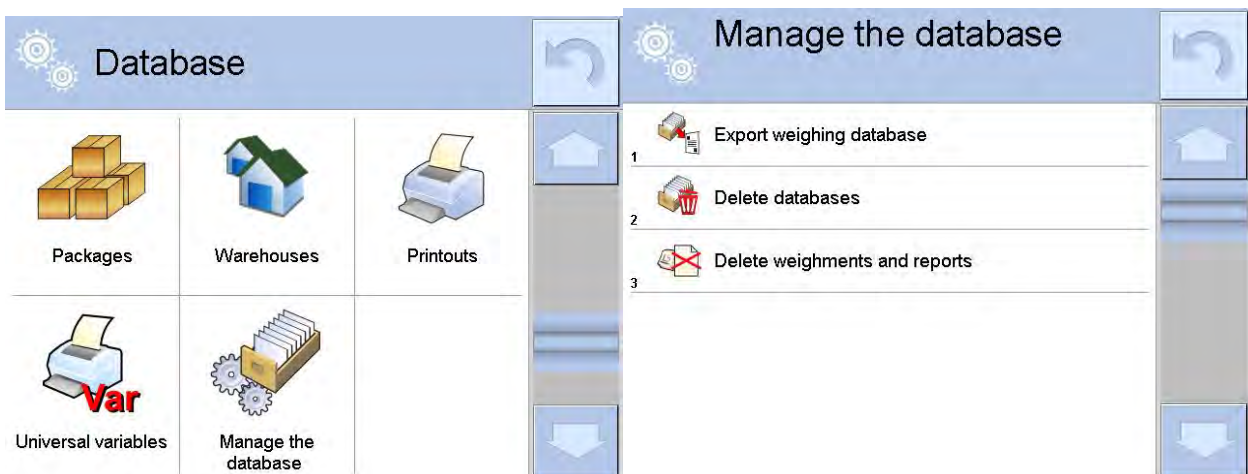 Database
Packages
Warehouses
Printouts
Var
Universal variables
Manage the
database
Manage the database
1 Export weighing database
2 Delete databases
3 Delete weighments and reports